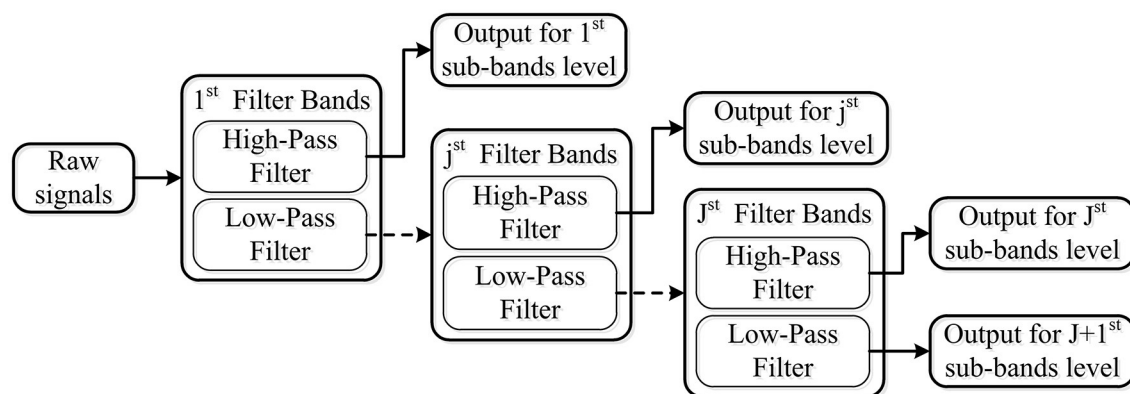 Output for 1st
sub-bands level
1st Filter Bands
High-Pass
Filter
Low-Pass
Filter
Raw
signals
Output for jst
sub-bands level
jst Filter Bands
High-Pass
Filter
Low-Pass
Filter
Jst Filter Bands
High-Pass
Filter
Low-Pass
Filter
Output for Jst
sub-bands level
Output for J+1st
sub-bands level